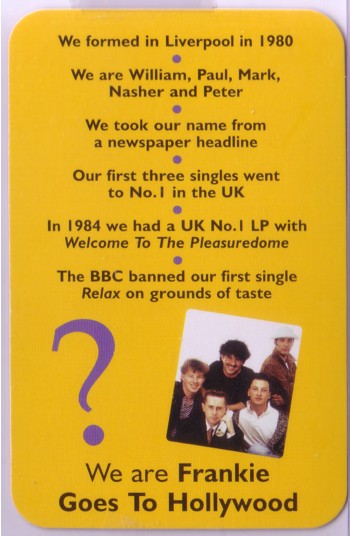 We formed in Liverpool in 1980
We are William, Paul, Mark,
Nasher and Peter
We took our name from
a newspaper headline
Our first three singles went
to No.1 in the UK
In 1984 we had a UK No.1 LP with
Welcome To The Pleasuredome
The BBC banned our first single
Relax on grounds of taste
?
We are Frankie
Goes To Hollywood